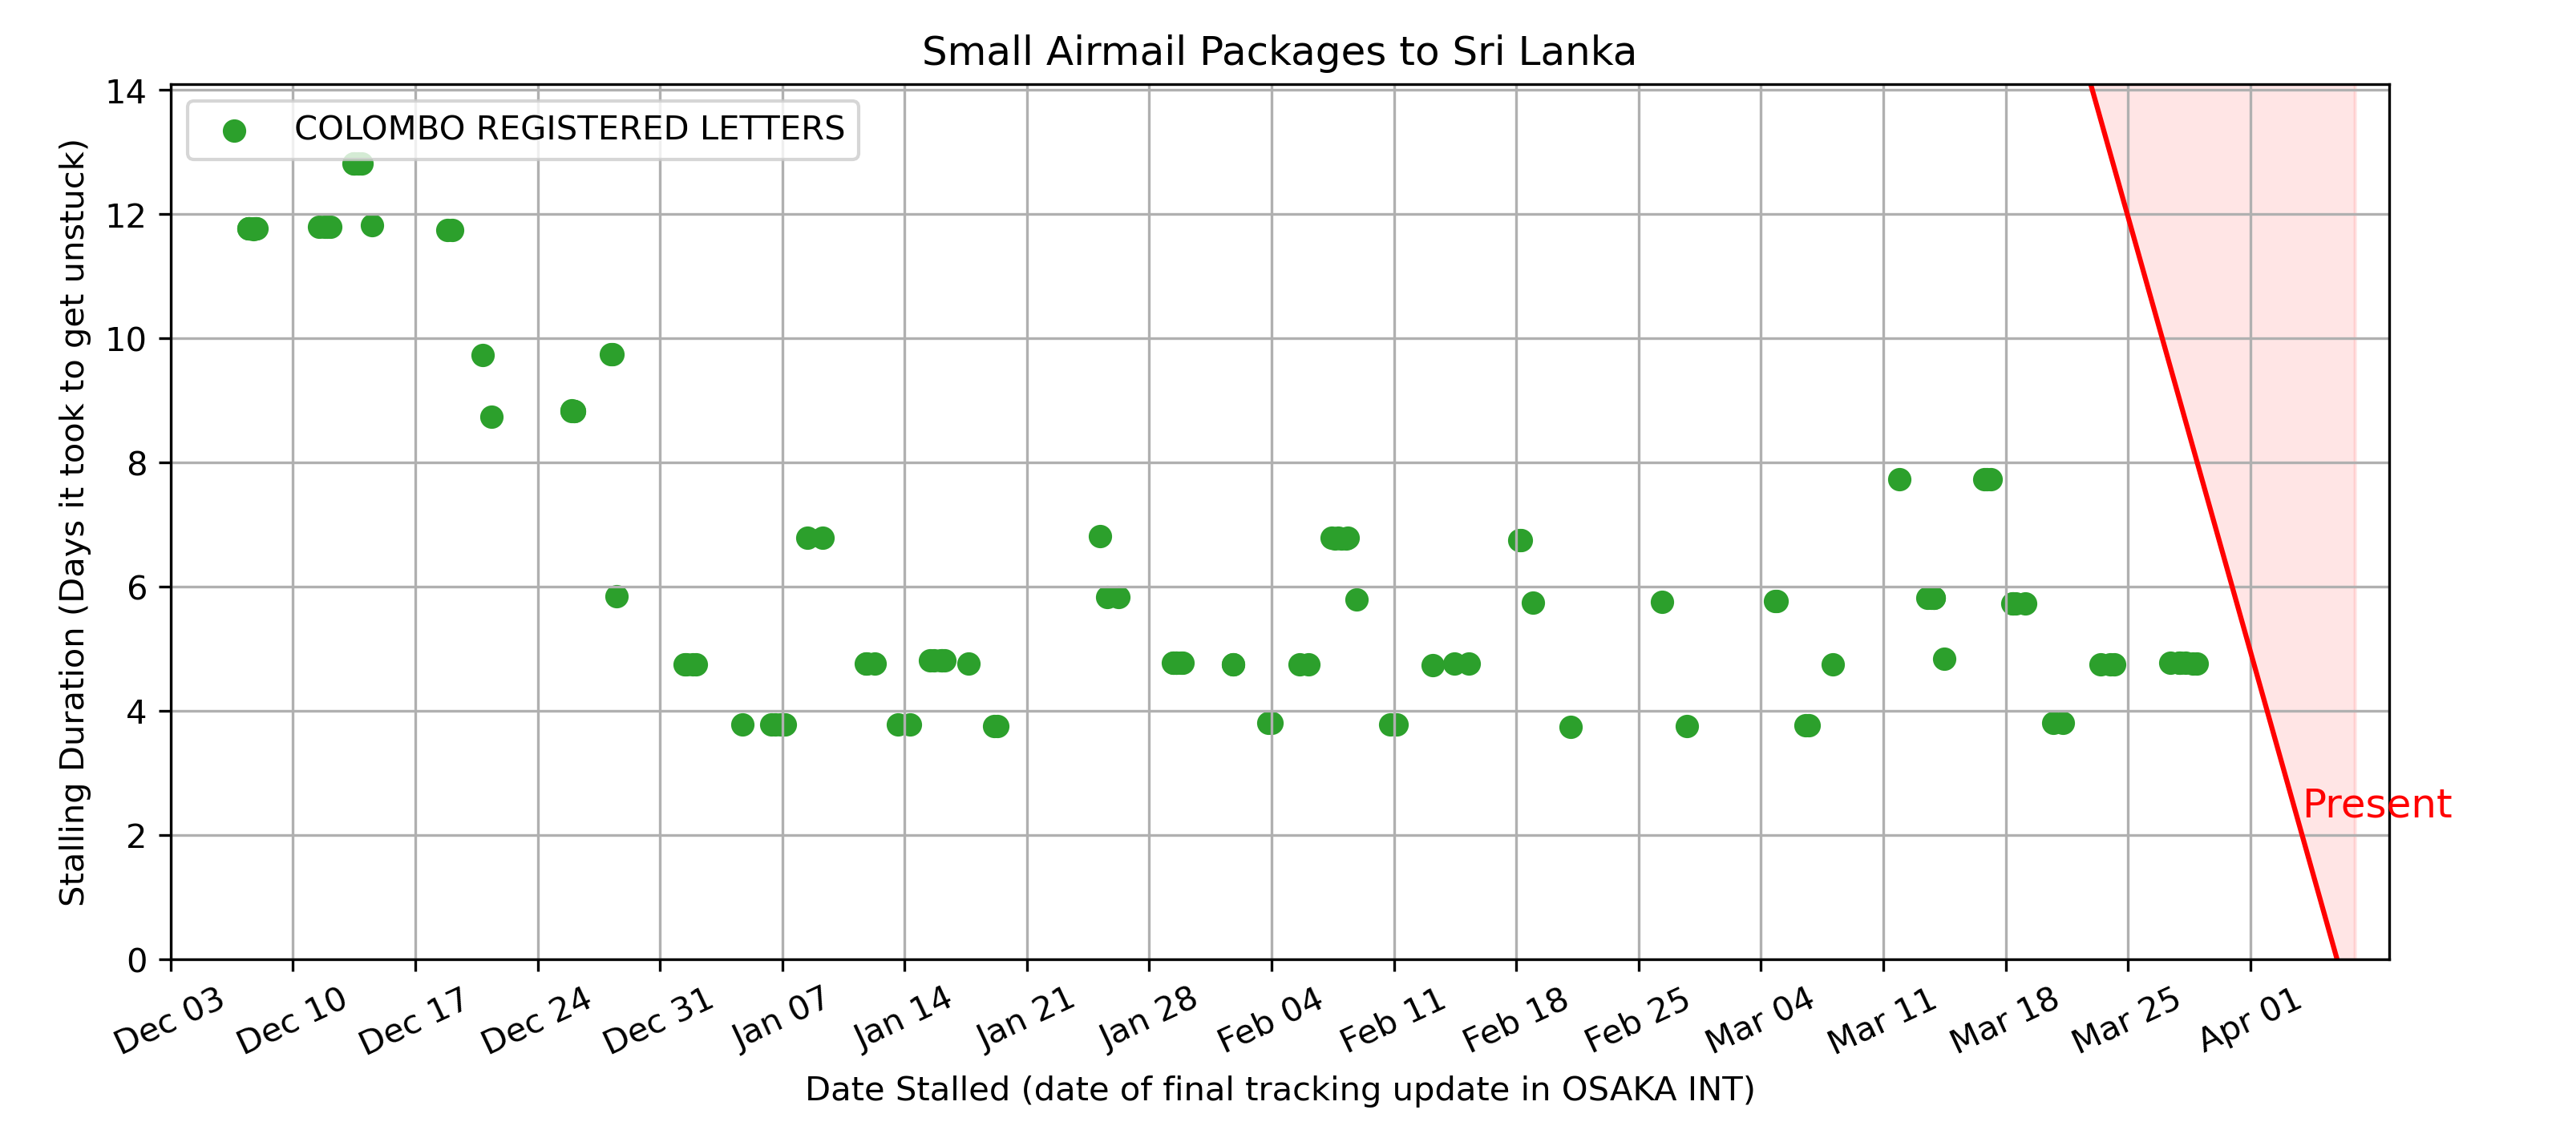 Small Airmail Packages to Sri Lanka
COLOMBO REGISTERED LETTERS
Stalling Duration (Days it took to get unstuck)
14
12
10
8
6
4
2
0
Present
Dec 03
Dec 10
Dec 17
Dec 24
Dec 31
Jan 07
Jan 14
Jan 21
Jan 28
Feb 04
Feb 11
Feb 18
Feb 25
Mar 04
Mar 11
Mar 18
Mar 25
Apr 01
Date Stalled (date of final tracking update in OSAKA INT)